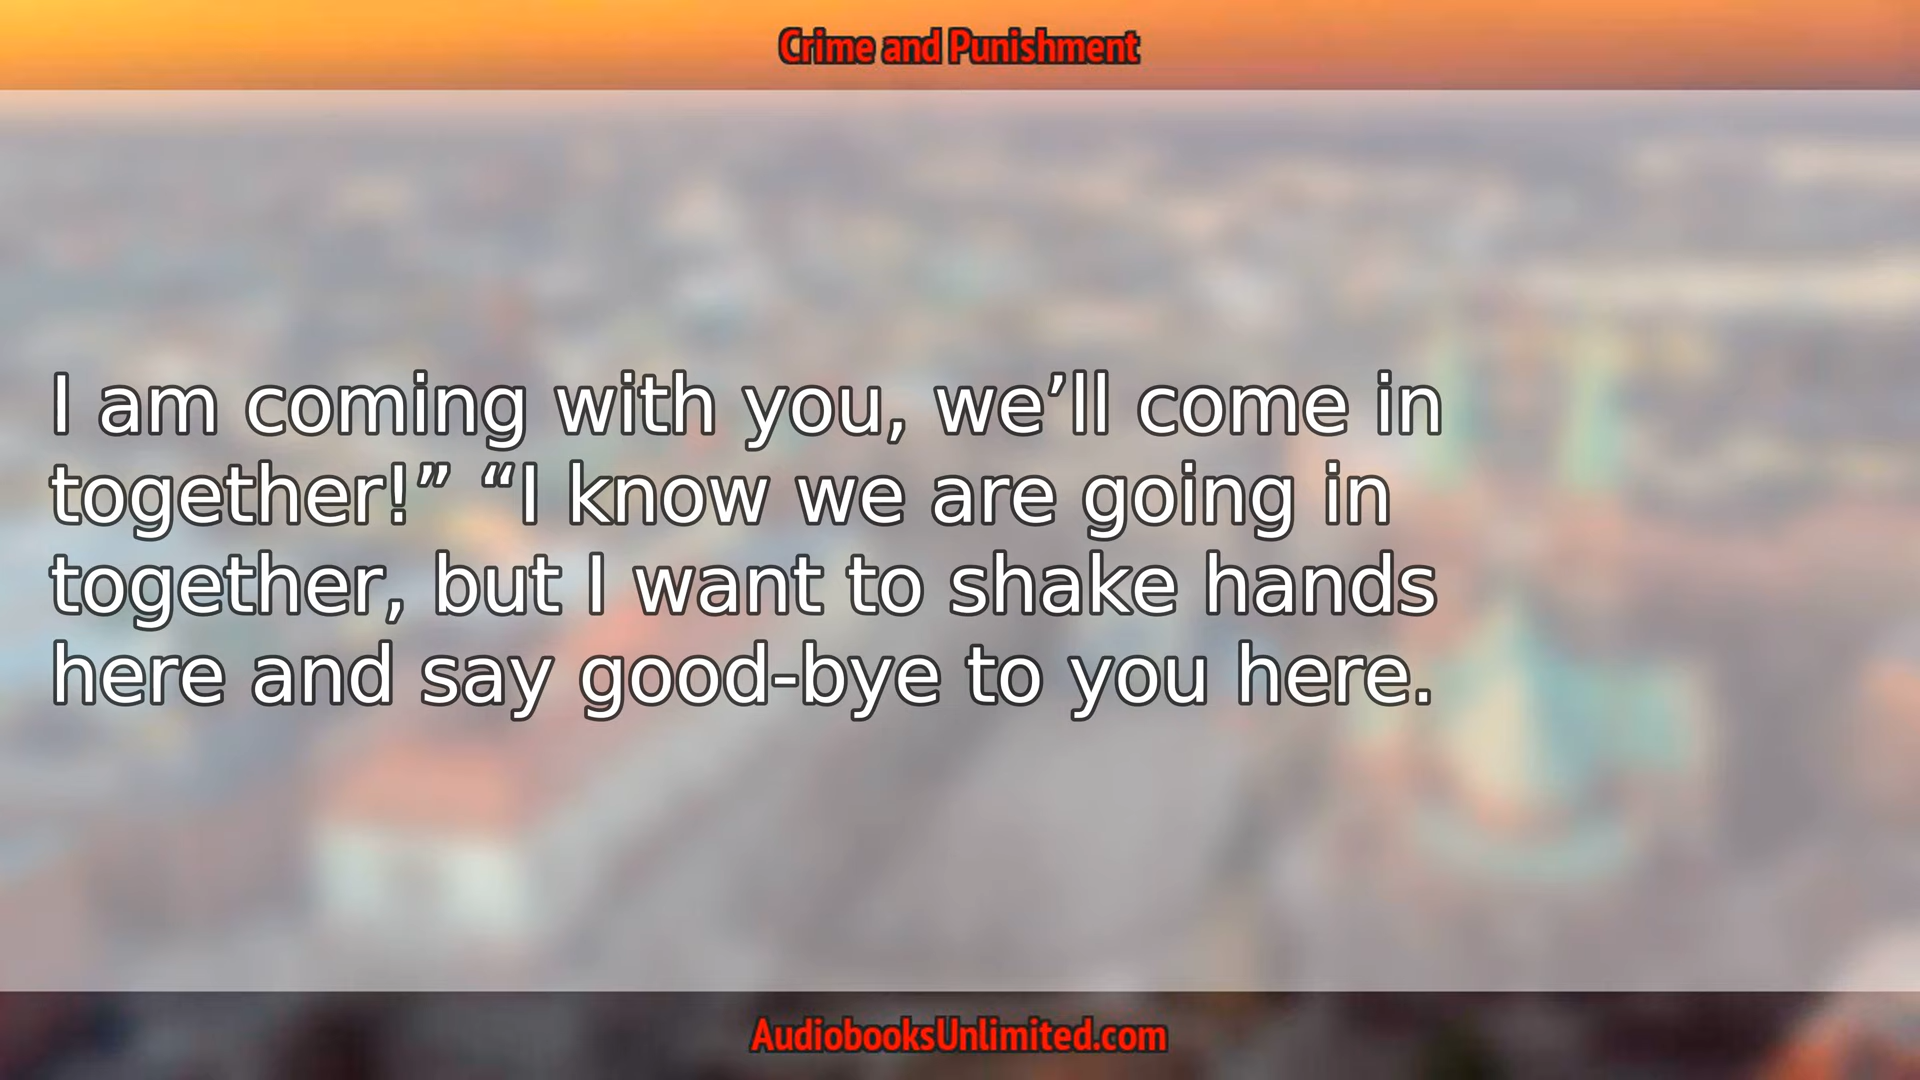 Crime and Punishment
I am coming with you, we’ll come in
together!” “I know we are going in
together, but I want to shake hands
here and say good-bye to you here.
AudiobooksUnlimited.com